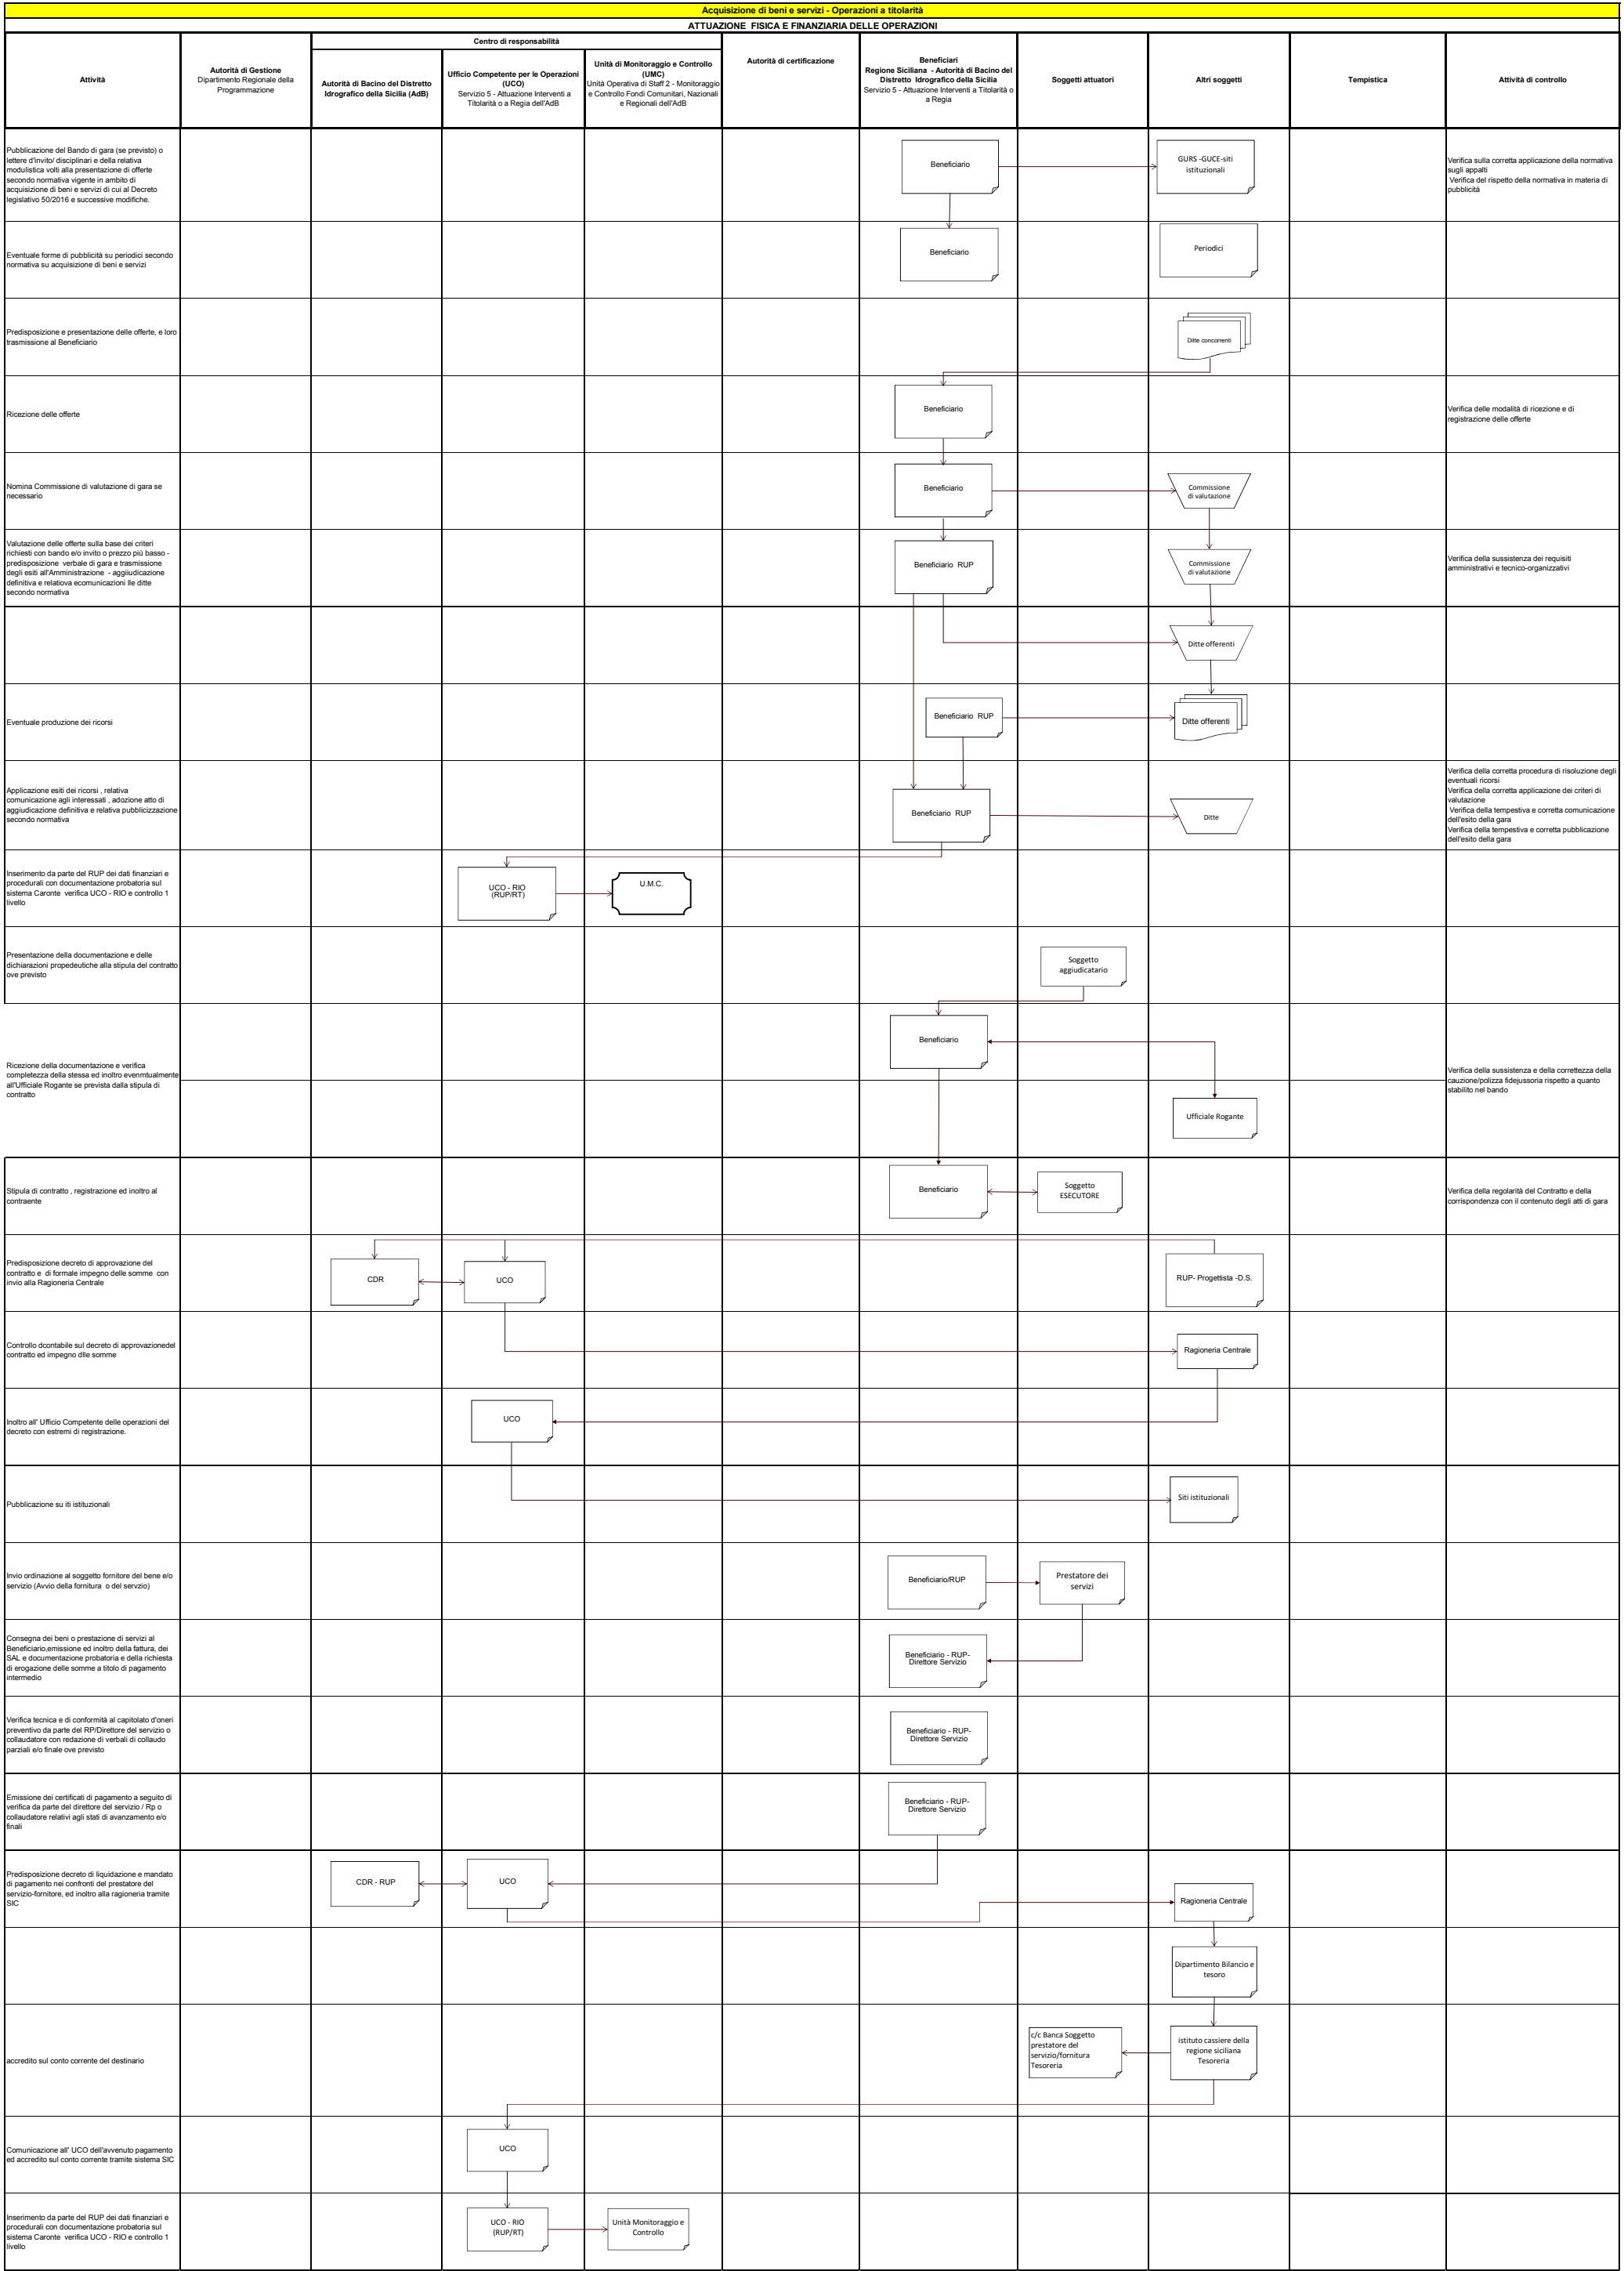 Acquisizione di beni e servizi - Operazioni a titolarità
ATTUAZIONE FISICA E FINANZIARIA DELLE OPERAZIONI
Attività
Autorità di Gestione
Dipartimento Regionale della
Programmazione
Centro di responsabilità
Autorità di Bacino del Distretto
Idrografico della Sicilia (AdB)
Ufficio Competente per le Operazioni
(UCO)
Servizio 5 - Attuazione Interventi a
Titolarità o a Regia dell'AdB
Unità di Monitoraggio e Controllo
(UMC)
Unità Operativa di Staff 2 - Monitoraggio
e Controllo Fondi Comunitari, Nazionali
e Regionali dell'AdB
Autorità di certificazione
Beneficiari
Regione Siciliana - Autorità di Bacino del
Distretto Idrografico della Sicilia
Servizio 5 - Attuazione Interventi a Titolarità o
a Regia
Soggetti attuatori
Altri soggetti
Tempistica
Attività di controllo
Pubblicazione del Bando di gara (se previsto) o
lettere d'invito/ disciplinari e della relativa
modulistica volti alla presentazione di offerte
secondo normativa vigente in ambito di
acquisizione di beni e servizi di cui al Decreto
legislativo 50/2016 e successive modifiche.
Beneficiario
GURS -GUCE-siti
istituzionali
Verifica sulla corretta applicazione della normativa
sugli appalti
Verifica del rispetto della normativa in materia di
pubblicità
Eventuale forme di pubblicità su periodici secondo
normativa su acquisizione di beni e servizi
Beneficiario
Periodici
Predisposizione e presentazione delle offerte, e loro
trasmissione al Beneficiario
Ditte concorrenti
Ricezione delle offerte
Beneficiario
Verifica delle modalità di ricezione e di
registrazione delle offerte
Nomina Commissione di valutazione di gara se
necessario
Beneficiario
Commissione
di valutazione
Valutazione delle offerte sulla base dei criteri
richiesti con bando e/o invito o prezzo più basso -
predisposizione verbale di gara e trasmissione
degli esiti all'Amministrazione - aggiiudicazione
definitiva e relatiova ecomunicazioni lle ditte
secondo normativa
Beneficiario RUP
Commissione
di valutazione
Verifica della sussistenza dei requisiti
amministrativi e tecnico-organizzativi
Ditte offerenti
Eventuale produzione dei ricorsi
Beneficiario RUP
Ditte offerenti
Applicazione esiti dei ricorsi , relativa
comunicazione agli interessati , adozione atto di
aggiudicazione definitiva e relativa pubblicizzazione
secondo normativa
Beneficiario RUP
Ditte
Verifica della corretta procedura di risoluzione degli
eventuali ricorsi
Verifica della corretta applicazione dei criteri di
valutazione
Verifica della tempestiva e corretta comunicazione
dell'esito della gara
Verifica della tempestiva e corretta pubblicazione
dell'esito della gara
Inserimento da parte del RUP dei dati finanziari e
procedurali con documentazione probatoria sul
sistema Caronte verifica UCO - RIO e controllo 1
livello
UCO - RIO
(RUP/RT)
U.M.C.
Presentazione della documentazione e delle
dichiarazioni propedeutiche alla stipula del contratto
ove previsto
Soggetto
aggiudicatario
Ricezione della documentazione e verifica
completezza della stessa ed inoltro evenmtualmente
all'Ufficiale Rogante se prevista dalla stipula di
contratto
Beneficiario
Ufficiale Rogante
Verifica della sussistenza e della correttezza della
cauzione/polizza fidejussoria rispetto a quanto
stabilito nel bando
Stipula di contratto , registrazione ed inoltro al
contraente
Beneficiario
Soggetto
ESECUTORE
Verifica della regolarità del Contratto e della
corrispondenza con il contenuto degli atti di gara
Predisposizione decreto di approvazione del
contratto e di formale impegno delle somme con
invio alla Ragioneria Centrale
CDR
UCO
RUP- Progettista -D.S.
Controllo dcontabile sul decreto di approvazionedel
contratto ed impegno dlle somme
Ragioneria Centrale
Inoltro all' Ufficio Competente delle operazioni del
decreto con estremi di registrazione.
UCO
Pubblicazione su iti istituzionali
Siti istituzionali
Invio ordinazione al soggetto fornitore del bene e/o
servizio (Avvio della fornitura o del servzio)
Beneficiario/RUP
Prestatore dei
servizi
Consegna dei beni o prestazione di servizi al
Beneficiario,emissione ed inoltro della fattura, dei
SAL e documentazione probatoria e della richiesta
di erogazione delle somme a titolo di pagamento
intermedio
Beneficiario - RUP-
Direttore Servizio
Verifica tecnica e di conformità al capitolato d'oneri
preventivo da parte del RP/Direttore del servizio o
collaudatore con redazione di verbali di collaudo
parziali e/o finale ove previsto
Beneficiario - RUP-
Direttore Servizio
Emissione dei certificati di pagamento a seguito di
verifica da parte del direttore del servizio / Rp o
collaudatore relativi agli stati di avanzamento e/o
finali
Beneficiario - RUP-
Direttore Servizio
Predisposizione decreto di liquidazione e mandato
di pagamento nei confronti del prestatore del
servizio-fornitore, ed inoltro alla ragioneria tramite
SIC
CDR - RUP
UCO
Ragioneria Centrale
Dipartimento Bilancio e
tesoro
accredito sul conto corrente del destinario
c/c Banca Soggetto
prestatore del
servizio/fornitura
Tesoreria
istituto cassiere della
regione siciliana
Tesoreria
Comunicazione all' UCO dell'avvenuto pagamento
ed accredito sul conto corrente tramite sistema SIC
UCO
Inserimento da parte del RUP dei dati finanziari e
procedurali con documentazione probatoria sul
sistema Caronte verifica UCO - RIO e controllo 1
livello
UCO - RIO
(RUP/RT)
Unità Monitoraggio e
Controllo